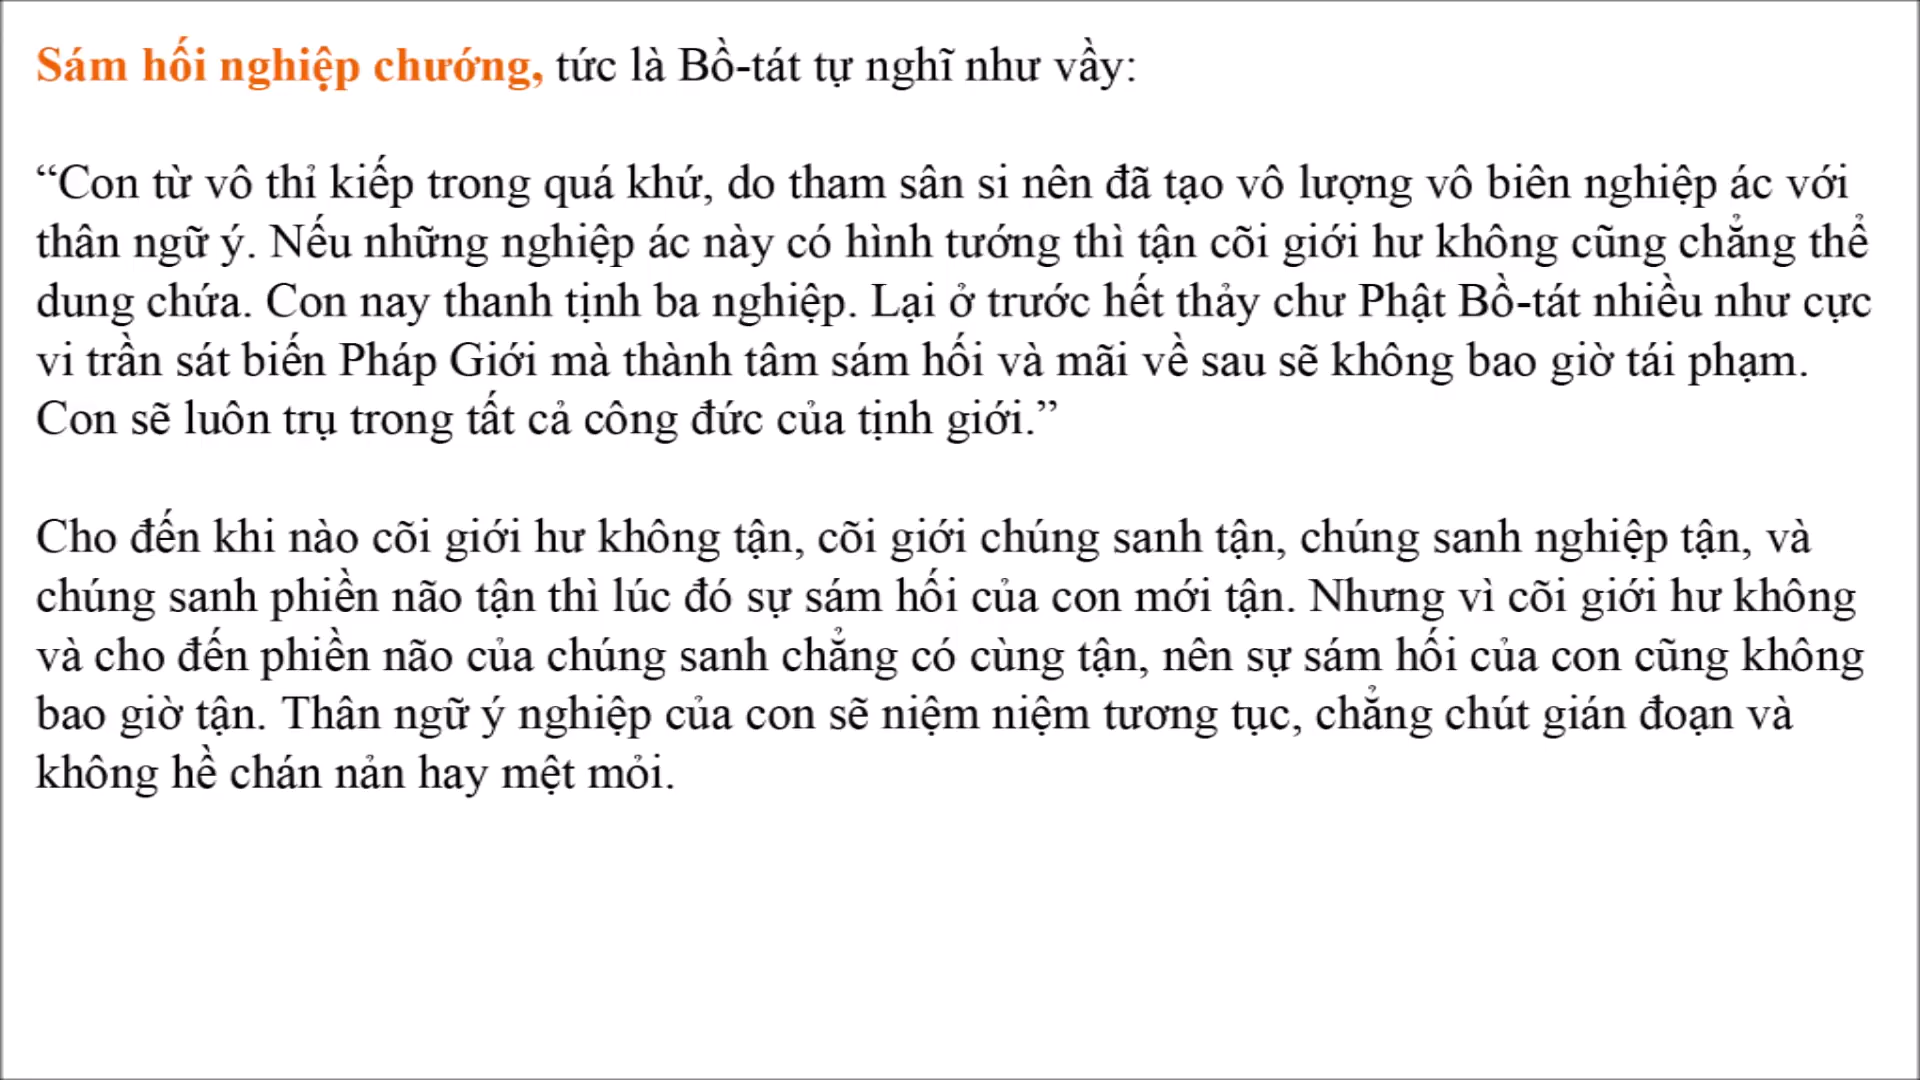 Sám hối nghiệp chướng, tức là Bồ-tát tự nghĩ như vầy:
“Con từ vô thỉ kiếp trong quá khứ, do tham sân si nên đã tạo vô lượng vô biên nghiệp ác với
thân ngữ ý. Nếu những nghiệp ác này có hình tướng thì tận cõi giới hư không cũng chẳng thể
dung chứa. Con nay thanh tịnh ba nghiệp. Lại ở trước hết thảy chư Phật Bồ-tát nhiều như cực
vi trần sát biến Pháp Giới mà thành tâm sám hối và mãi về sau sẽ không bao giờ tái phạm.
Con sẽ luôn trụ trong tất cả công đức của tịnh giới.”
Cho đến khi nào cõi giới hư không tận, cõi giới chúng sanh tận, chúng sanh nghiệp tận, và
chúng sanh phiền não tận thì lúc đó sự sám hối của con mới tận. Nhưng vì cõi giới hư không
và cho đến phiền não của chúng sanh chẳng có cùng tận, nên sự sám hối của con cũng không
bao giờ tận. Thân ngữ ý nghiệp của con sẽ niệm niệm tương tục, chẳng chút gián đoạn và
không hề chán nản hay mệt mỏi.